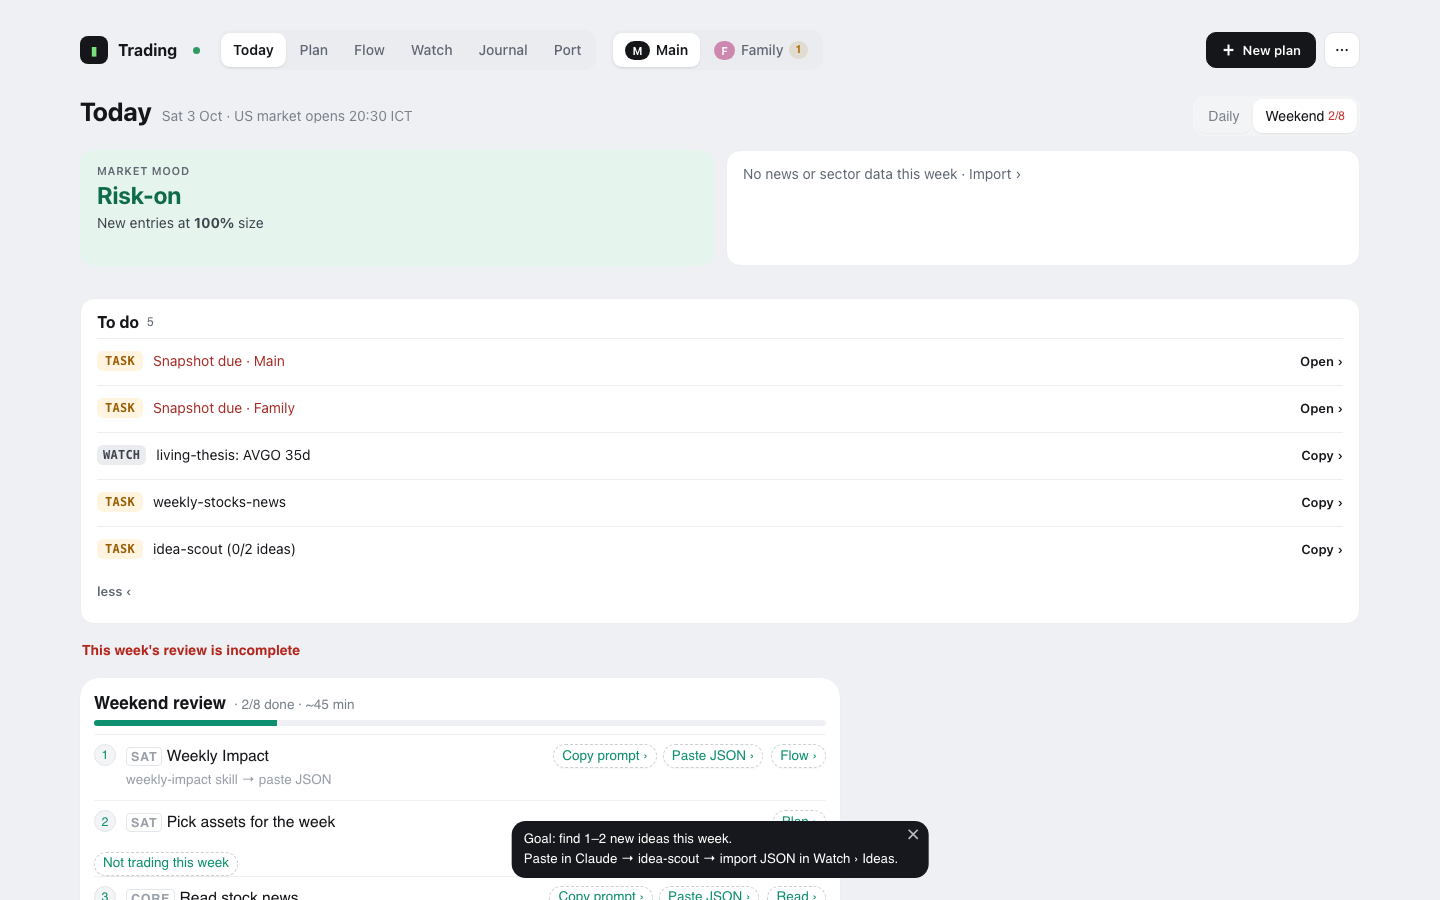 Trading
Today Plan Flow Watch Journal Port
M Main F Family 1
+ New plan ···
Today Sat 3 Oct · US market opens 20:30 ICT
Daily Weekend 2/8
MARKET MOOD
Risk-on
New entries at 100% size
No news or sector data this week · Import ›
To do 5
TASK Snapshot due · Main Open ›
TASK Snapshot due · Family Open ›
WATCH living-thesis: AVGO 35d Copy ›
TASK weekly-stocks-news Copy ›
TASK idea-scout (0/2 ideas) Copy ›
less ‹
This week's review is incomplete
Weekend review · 2/8 done · ~45 min
1 SAT Weekly Impact Copy prompt › Paste JSON › Flow ›
weekly-impact skill → paste JSON
2 SAT Pick assets for the week Plan ›
Not trading this week
Goal: find 1–2 new ideas this week. ×
Paste in Claude → idea-scout → import JSON in Watch › Ideas.
3 CORE Read stock news Copy prompt › Paste JSON › Read ›